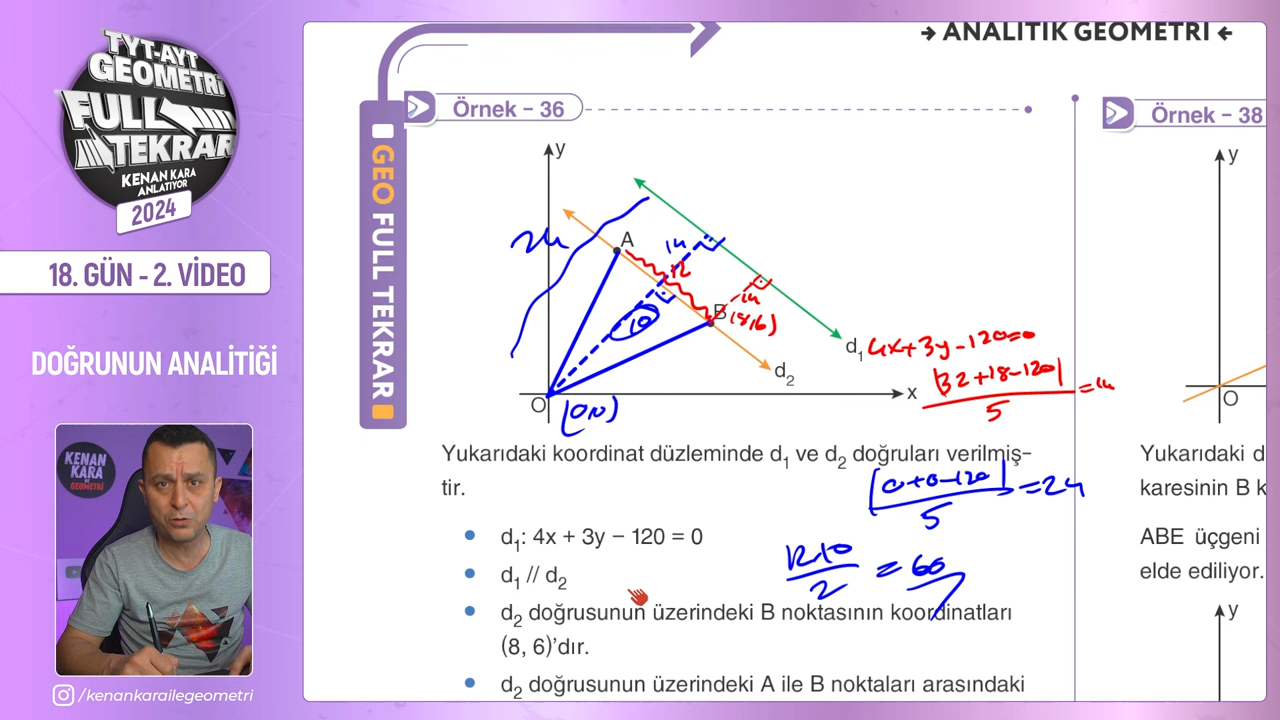 TYT-AYT
GEOMETRİ
FULL
TEKRAR
KENAN KARA
ANLATIYOR
2024
18. GÜN - 2. VİDEO
DOĞRUNUN ANALİTİĞİ
KENAN
KARA
GEOMETRİ
/kenankarailegeometri
GEO FULL TEKRAR
→ ANALİTİK GEOMETRİ ←
Örnek – 36
y
24
A
14
12
10
B
14
(8,6)
d1 4x+3y-120=0
d2
|32+18-120|
5
=14
O
x
(0,0)
Yukarıdaki koordinat düzleminde d1 ve d2 doğruları verilmiş–
tir.
|0+0-120|
5
=24
• d1: 4x + 3y − 120 = 0
12.10
2
= 60
• d1 // d2
• d2 doğrusunun üzerindeki B noktasının koordinatları
(8, 6)’dır.
• d2 doğrusunun üzerindeki A ile B noktaları arasındaki
Örnek – 38
y
O
Yukarıdaki d
karesinin B k
ABE üçgeni
elde ediliyor.
y